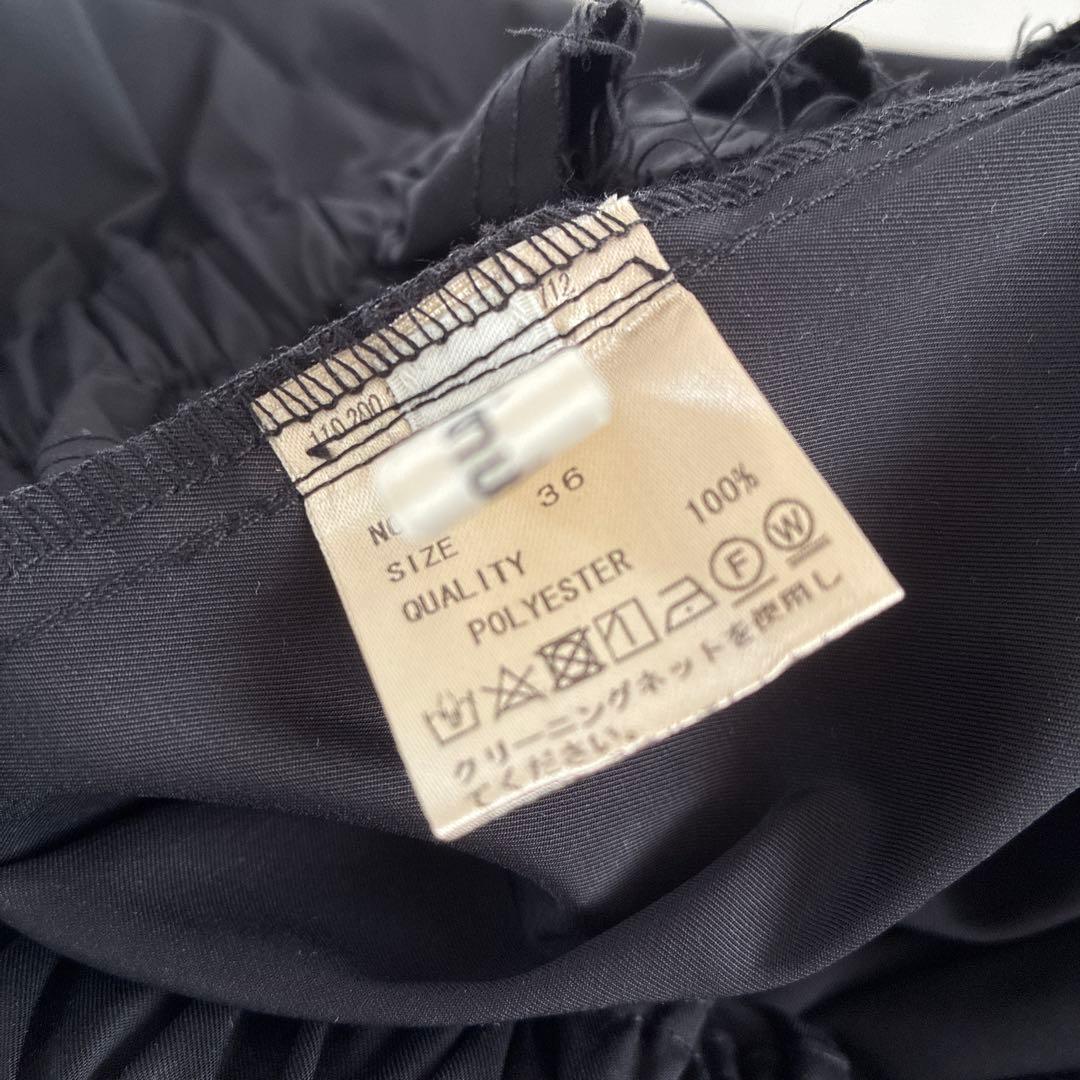 110.200 /12
SIZE 36
QUALITY
POLYESTER 100%
F W
クリーニングネットを使用し
てください。